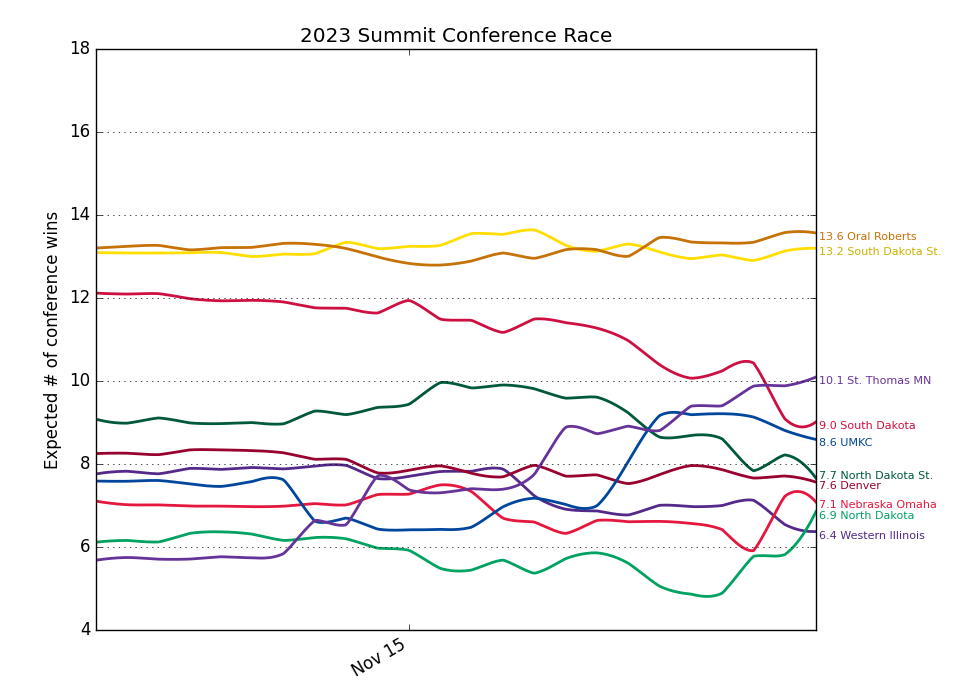 2023 Summit Conference Race
Expected # of conference wins
18
16
14
12
10
8
6
4
Nov 15
13.6 Oral Roberts
13.2 South Dakota St.
10.1 St. Thomas MN
9.0 South Dakota
8.6 UMKC
7.7 North Dakota St.
7.6 Denver
7.1 Nebraska Omaha
6.9 North Dakota
6.4 Western Illinois